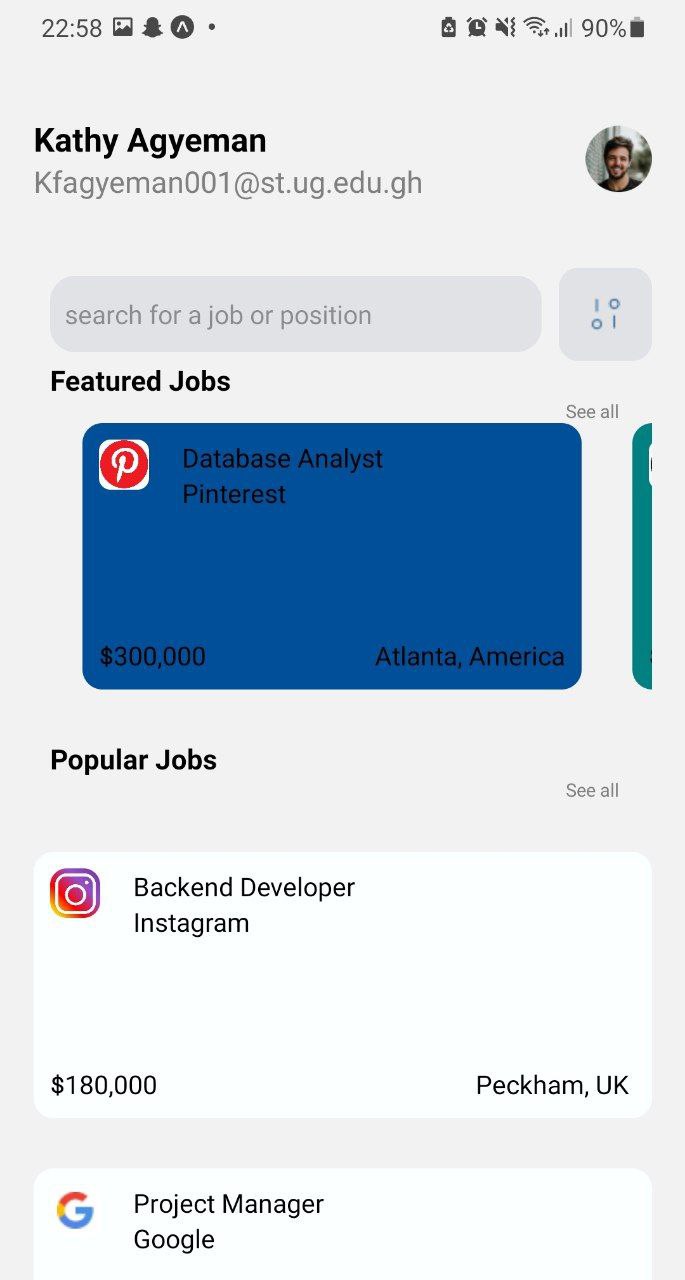 22:58
90%
Kathy Agyeman
Kfagyeman001@st.ug.edu.gh
search for a job or position
Featured Jobs
See all
Database Analyst
Pinterest
$300,000
Atlanta, America
Popular Jobs
See all
Backend Developer
Instagram
$180,000
Peckham, UK
Project Manager
Google